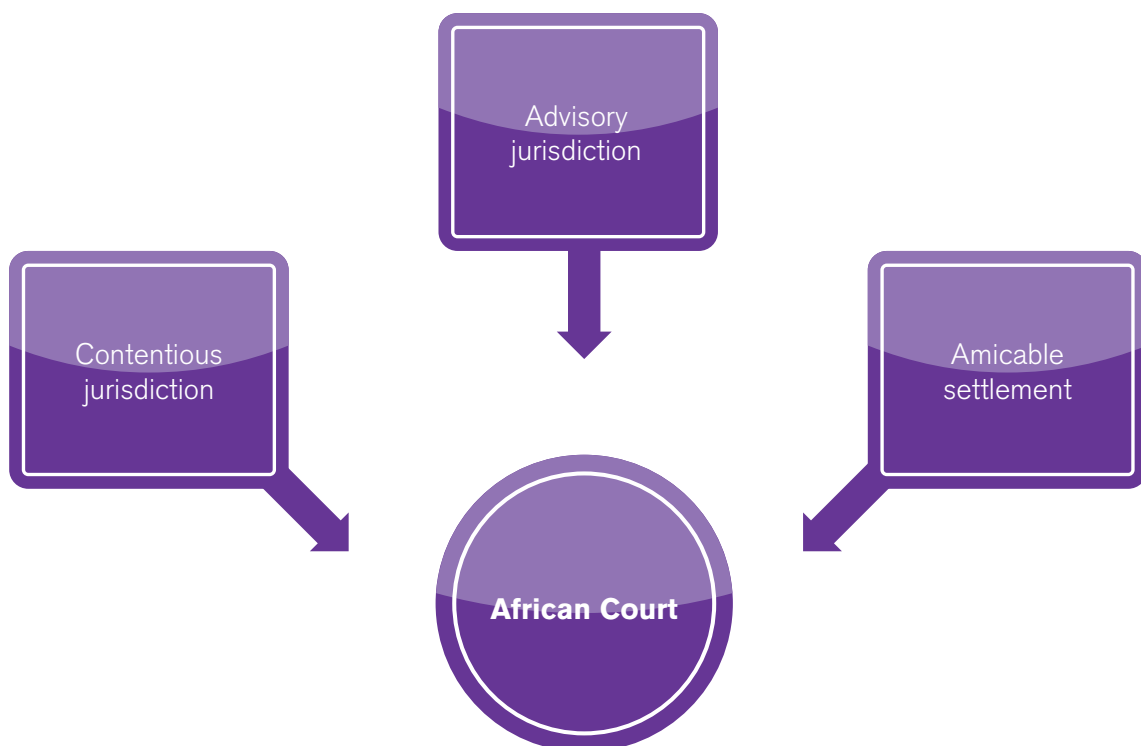 Advisory
jurisdiction
Contentious
jurisdiction
Amicable
settlement
African Court